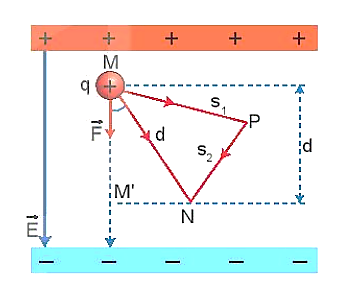 + + + + +
M
q +
s₁
P
F⃗
d
s₂
d
M'
N
E⃗
− − − − −